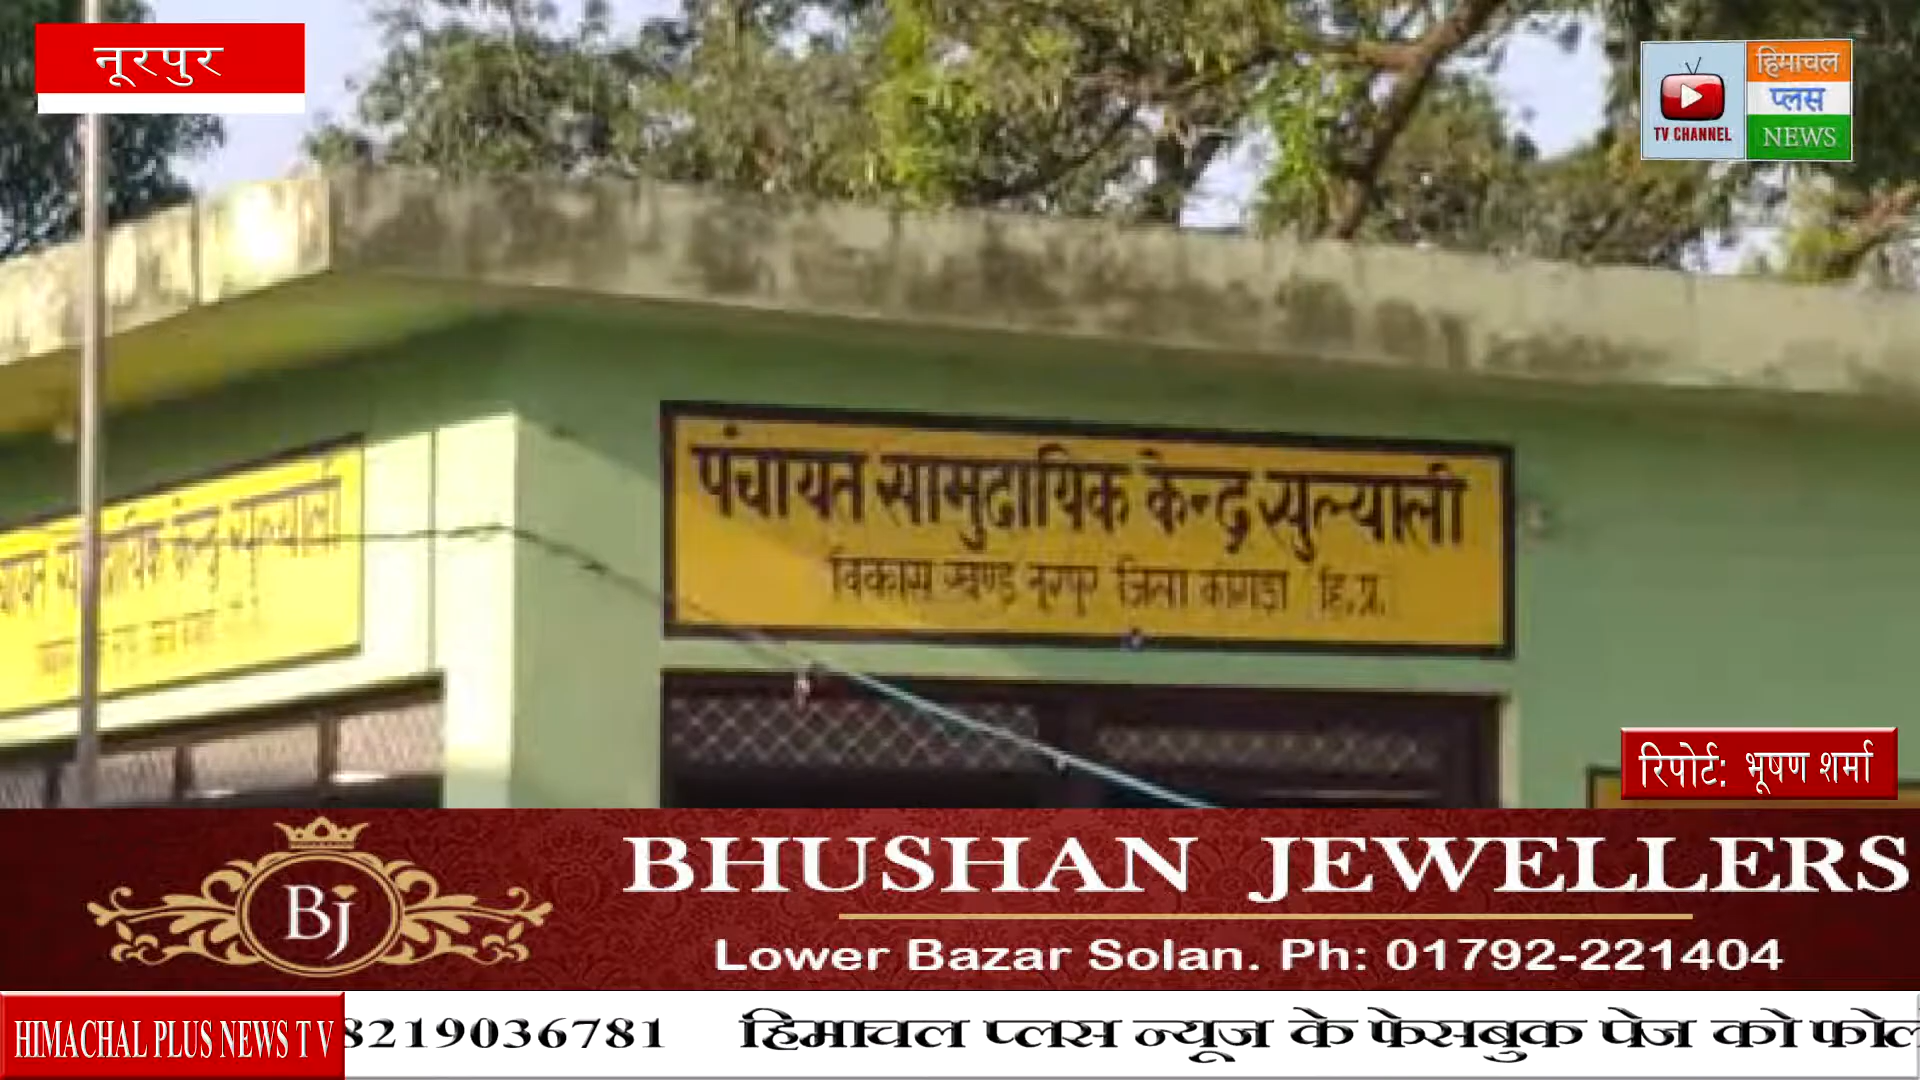 नूरपुर
हिमाचल
प्लस
NEWS
TV CHANNEL
पंचायत सामुदायिक केन्द्र सुल्याली
विकास खण्ड नूरपुर जिला कांगड़ा हि.प्र.
रिपोर्ट: भूषण शर्मा
Bj
BHUSHAN JEWELLERS
Lower Bazar Solan. Ph: 01792-221404
HIMACHAL PLUS NEWS T V
8219036781 हिमाचल प्लस न्यूज के फेसबुक पेज को फोल